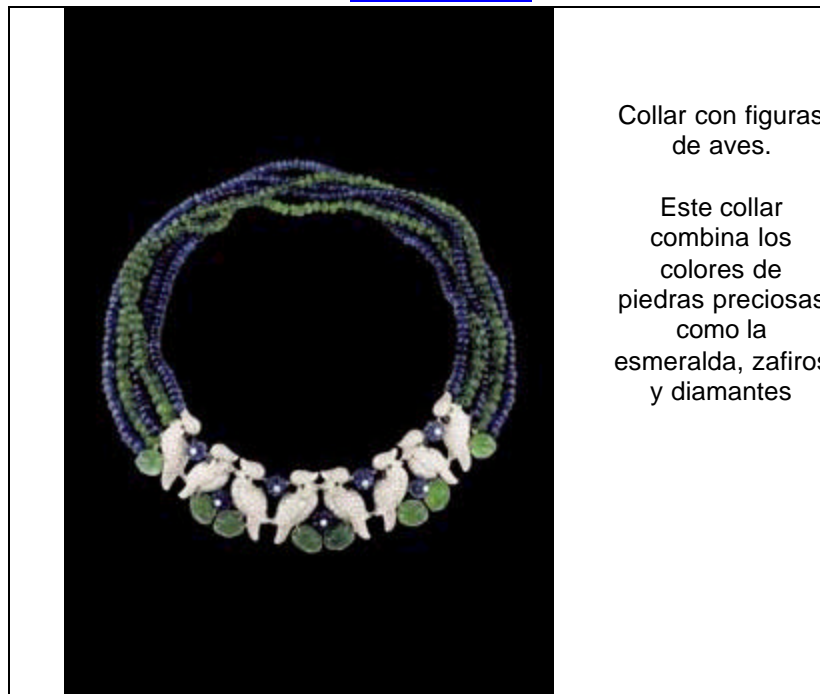 Collar con figuras
de aves.
Este collar
combina los
colores de
piedras preciosas
como la
esmeralda, zafiros
y diamantes